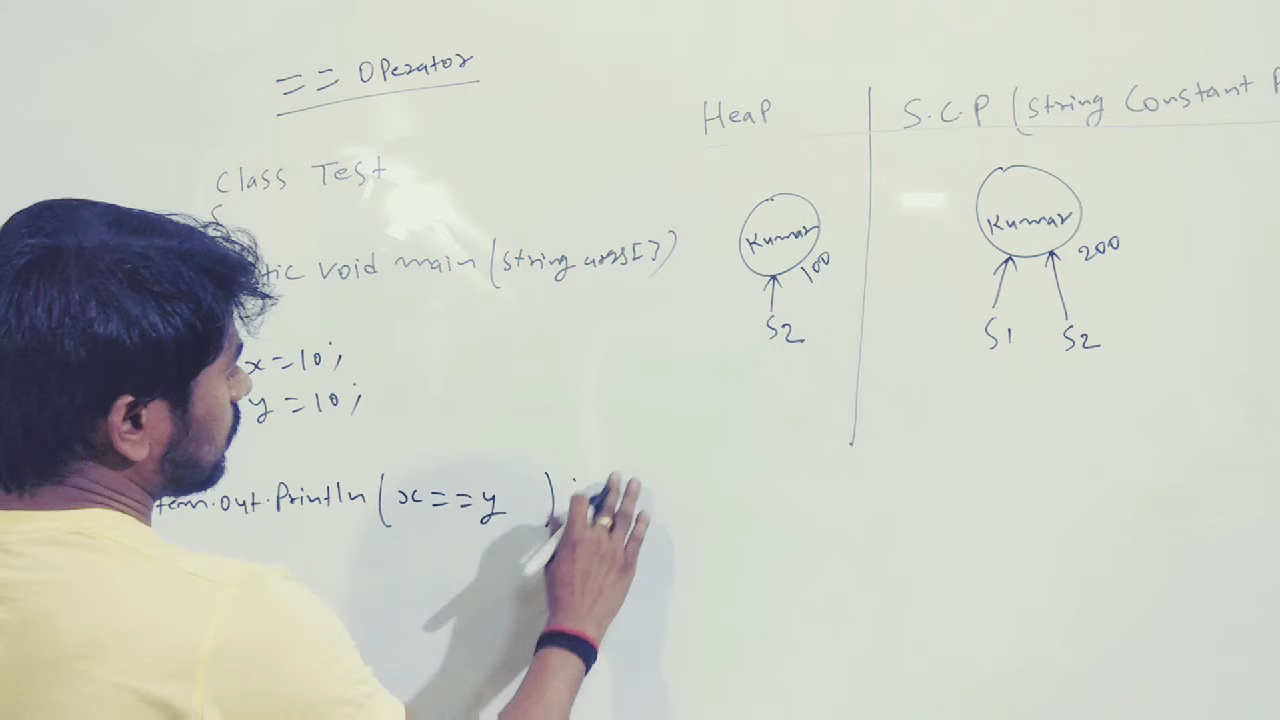 == Operator
Class Test
{
tic void main (String args[])
x=10;
y=10;
tem.out.Println(x==y );
Heap
S.C.P (String Constant P
Kumar
100
S2
Kumar
200
S1 S2